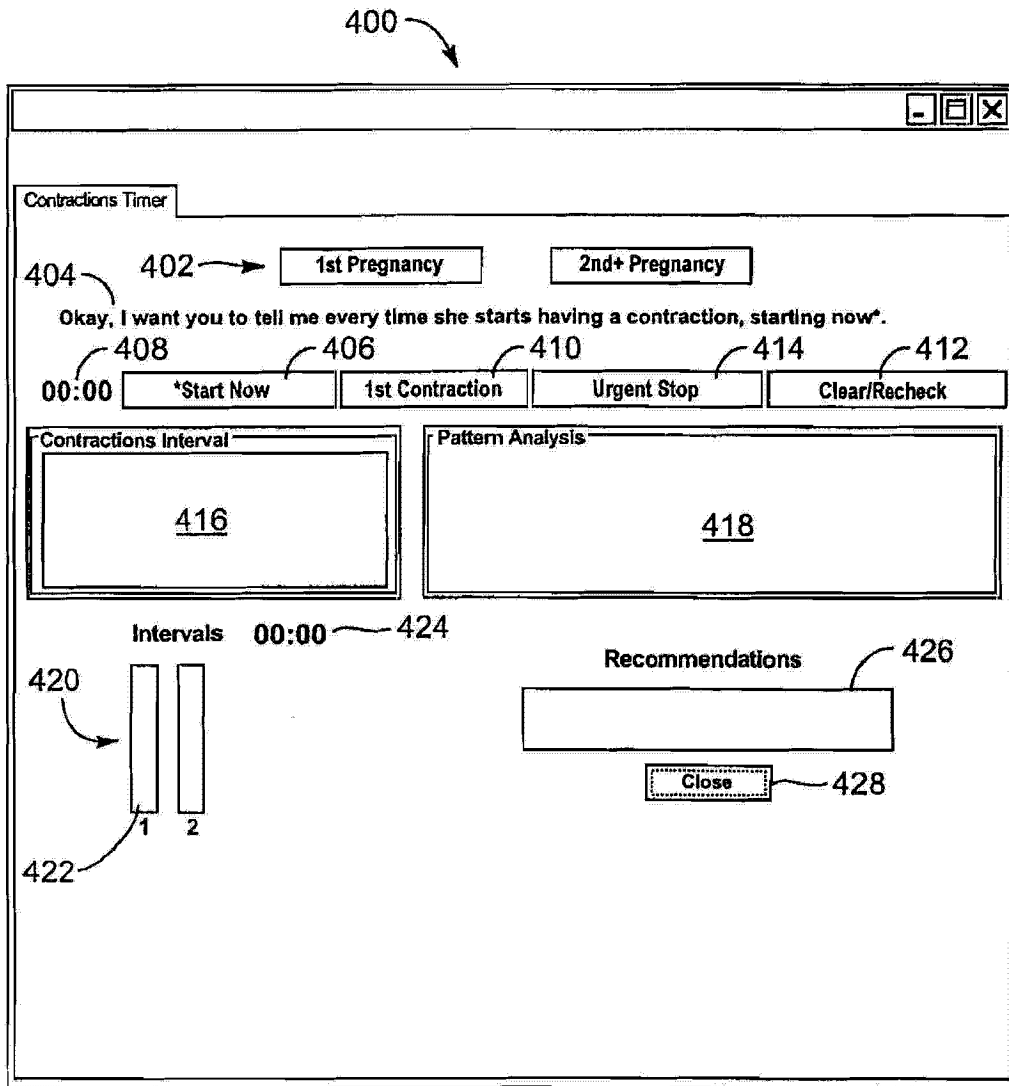 400
Contractions Timer
402 1st Pregnancy 2nd+ Pregnancy
404
Okay, I want you to tell me every time she starts having a contraction, starting now*.
408 406 410 414 412
00:00 *Start Now 1st Contraction Urgent Stop Clear/Recheck
Contractions Interval Pattern Analysis
416 418
Intervals 00:00 424
Recommendations 426
420
Close 428
1 2
422